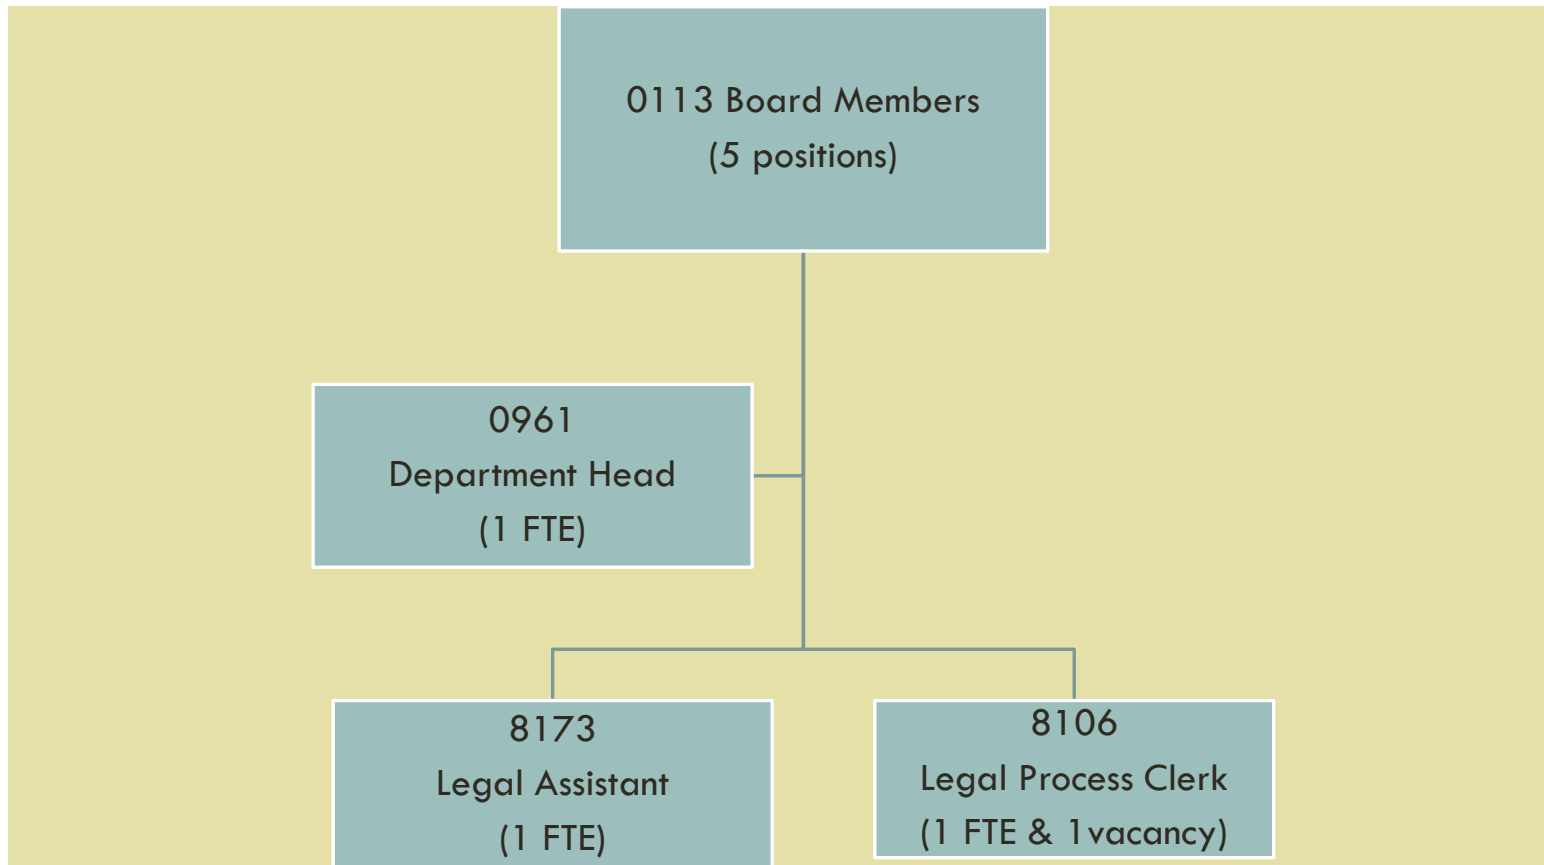 0113 Board Members
(5 positions)
0961
Department Head
(1 FTE)
8173
Legal Assistant
(1 FTE)
8106
Legal Process Clerk
(1 FTE & 1vacancy)